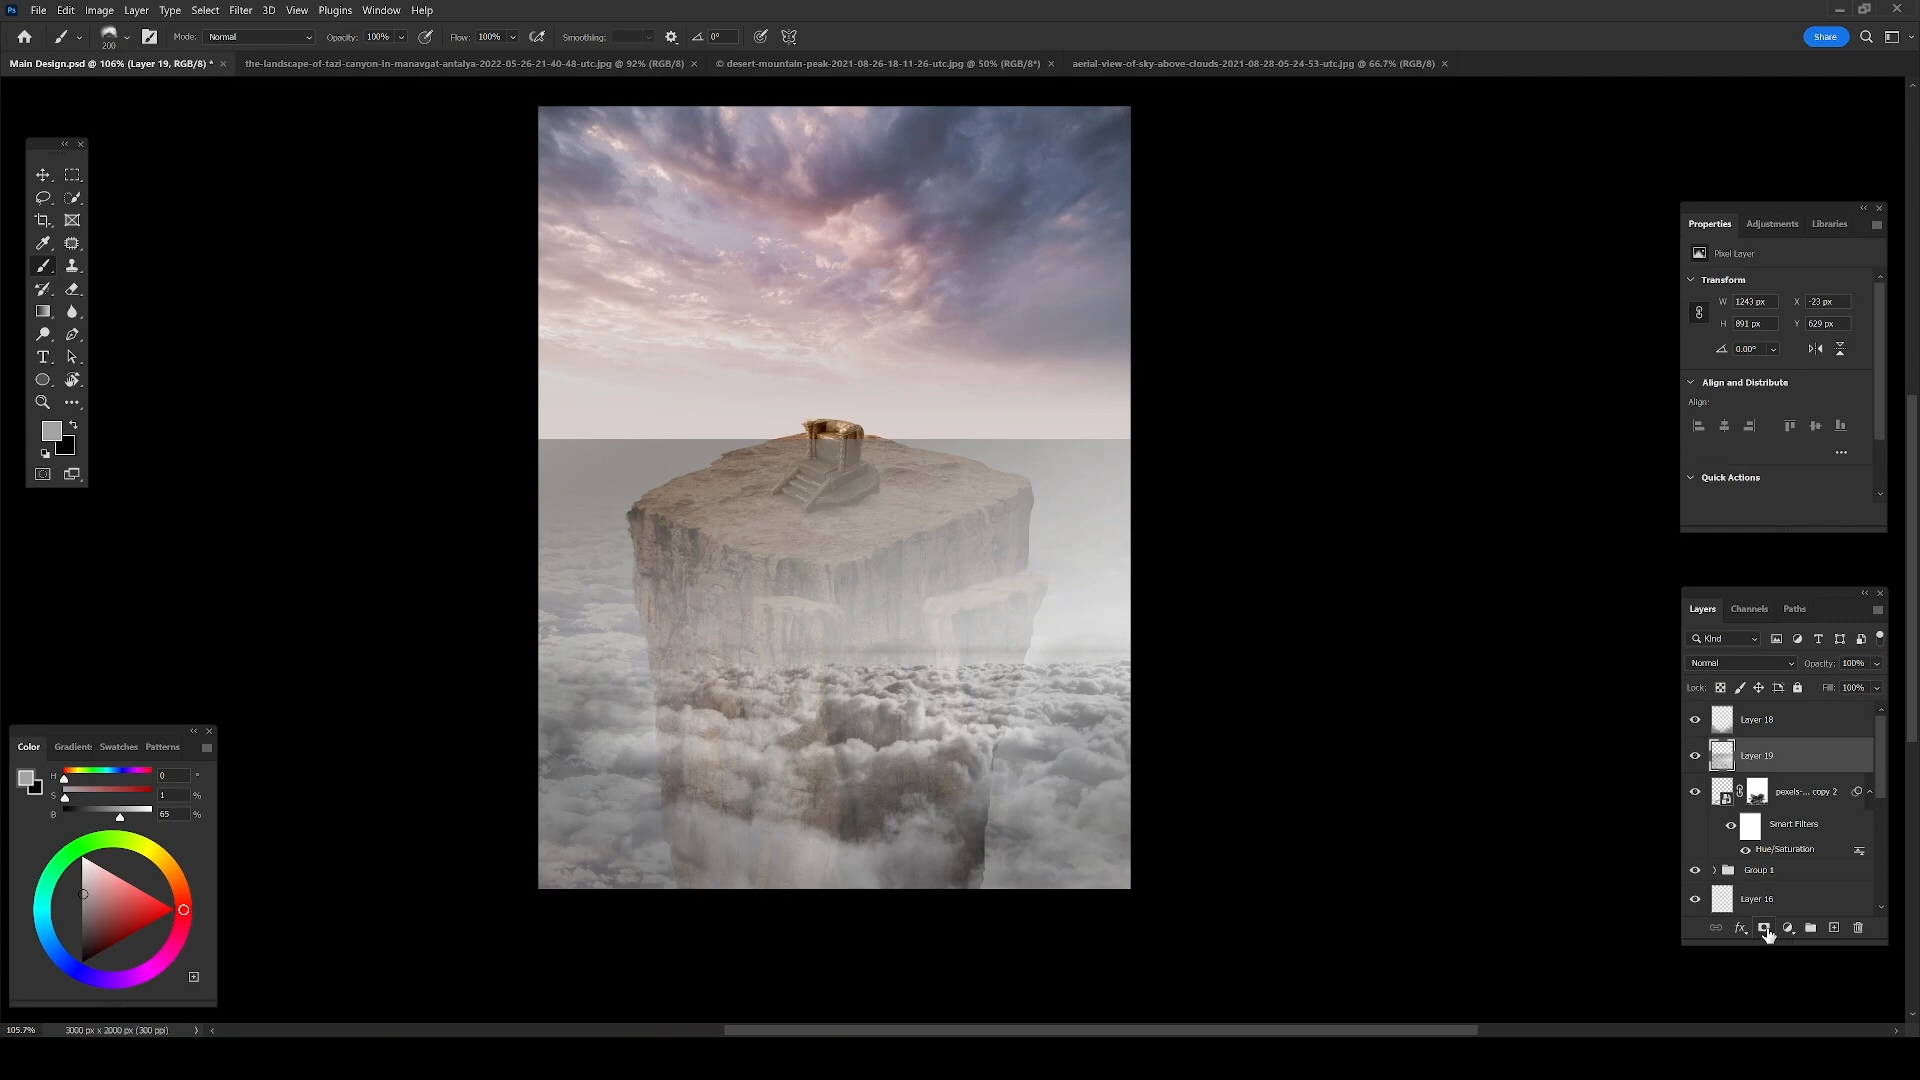 Ps File Edit Image Layer Type Select Filter 3D View Plugins Window Help
200 Mode: Normal Opacity: 100% Flow: 100% Smoothing: 0° Share
Main Design.psd @ 106% (Layer 19, RGB/8) * × the-landscape-of-tazi-canyon-in-manavgat-antalya-2022-05-26-21-40-48-utc.jpg @ 92% (RGB/8) × © desert-mountain-peak-2021-08-26-18-11-26-utc.jpg @ 50% (RGB/8*) × aerial-view-of-sky-above-clouds-2021-08-28-05-24-53-utc.jpg @ 66.7% (RGB/8) ×
Properties Adjustments Libraries
Pixel Layer
Transform
W 1243 px X -23 px
H 891 px Y 629 px
0.00°
Align and Distribute
Align:
Quick Actions
Layers Channels Paths
Kind
Normal Opacity: 100%
Lock: Fill: 100%
Layer 18
Layer 19
pexels-... copy 2
Smart Filters
Hue/Saturation
Group 1
Layer 16
fx
Color Gradients Swatches Patterns
H 0 °
S 1 %
B 65 %
105.7% 3000 px x 2000 px (300 ppi)